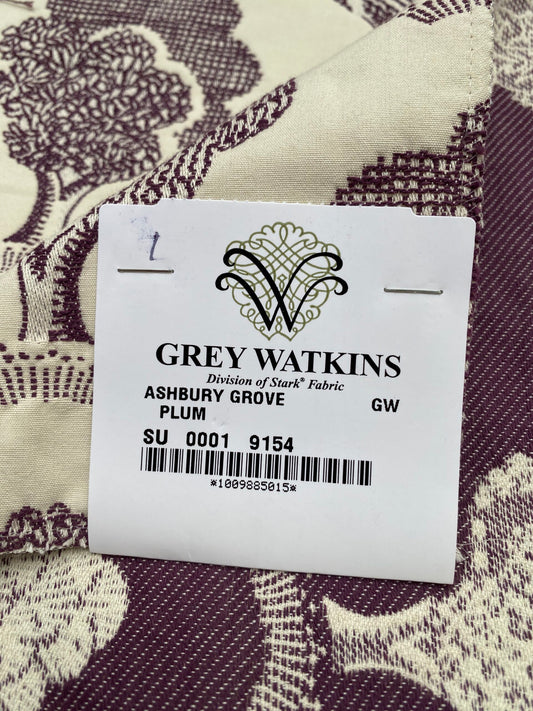 1
GREY WATKINS
Division of Stark® Fabric
ASHBURY GROVE GW
PLUM
SU 0001 9154
*1009885015*